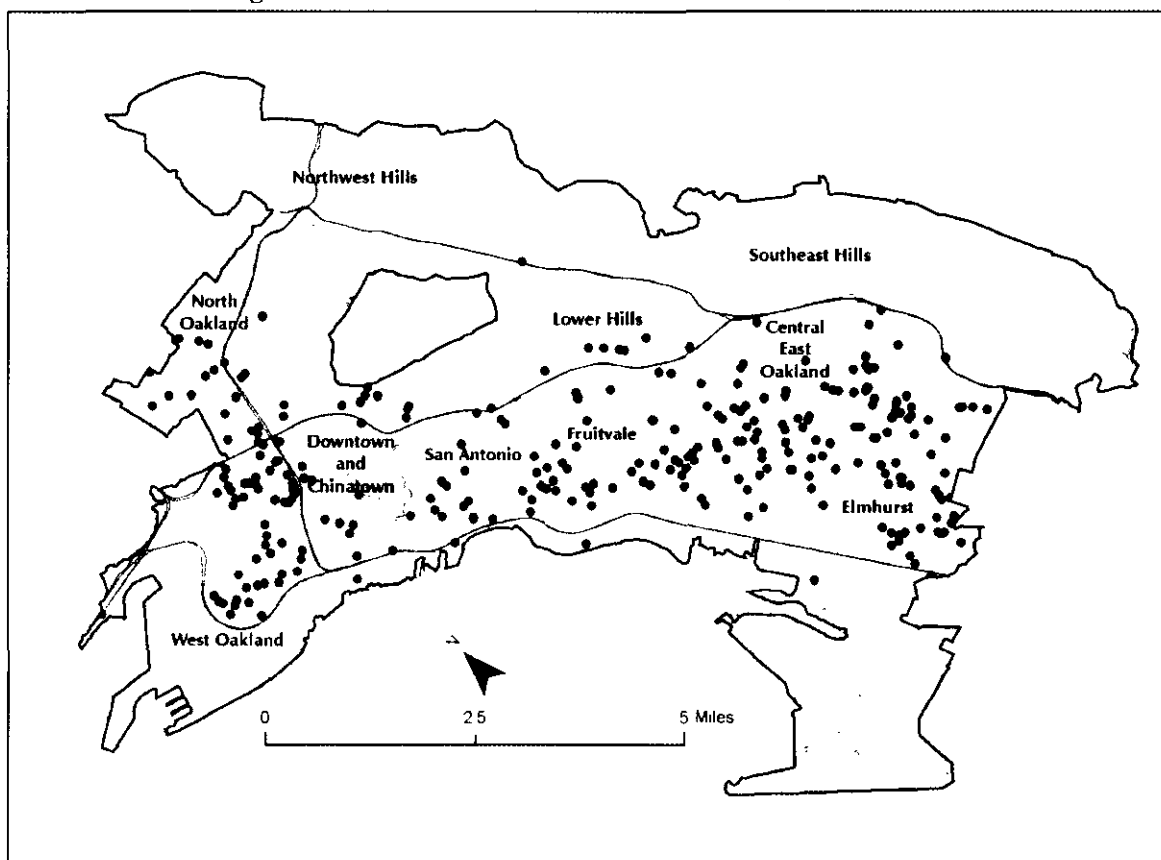 Northwest Hills
Southeast Hills
North
Oakland
Lower Hills
Central
East
Oakland
Downtown
and
Chinatown
San Antonio
Fruitvale
Elmhurst
West Oakland
0
2 5
5 Miles